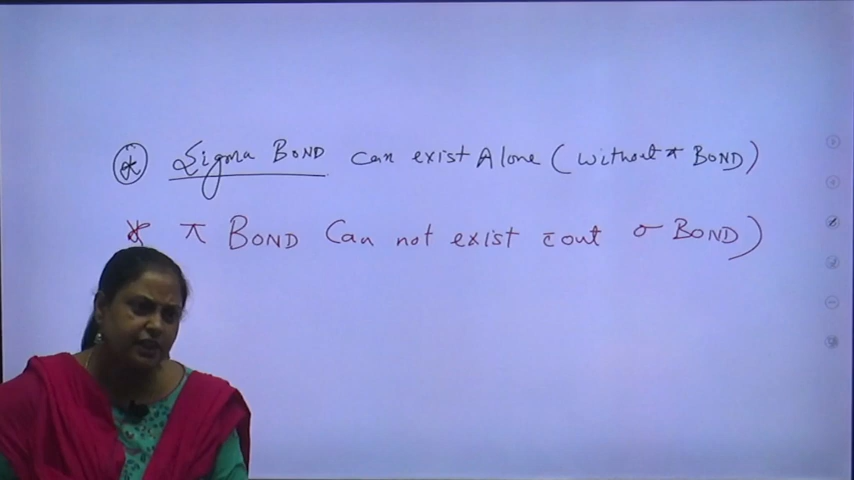 * Sigma BOND can exist Alone (without π BOND)
* π BOND Can not exist c̄out σ BOND)